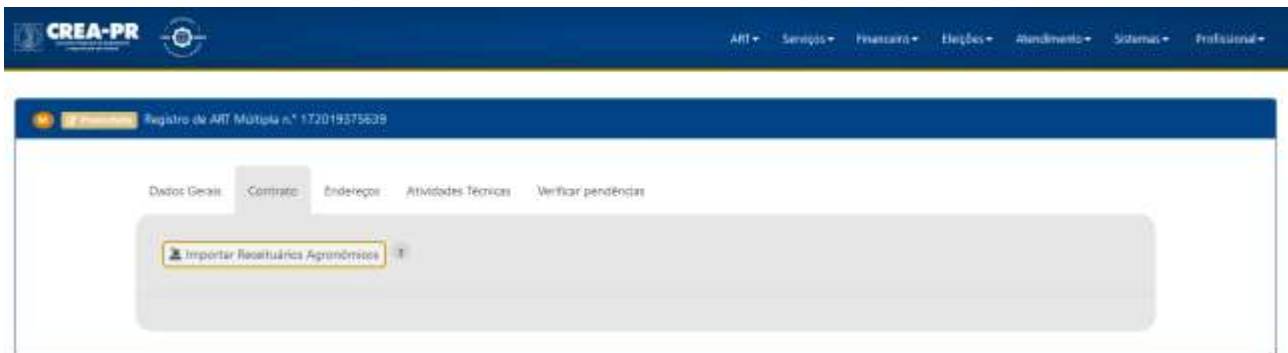 CREA-PR
ART Serviços Financeiro Eleições Atendimento Sistemas Profissional
M Registro de ART Múltipla n.° 172019375639
Dados Gerais Contrato Endereços Atividades Técnicas Verificar pendências
Importar Receituários Agronômicos ?